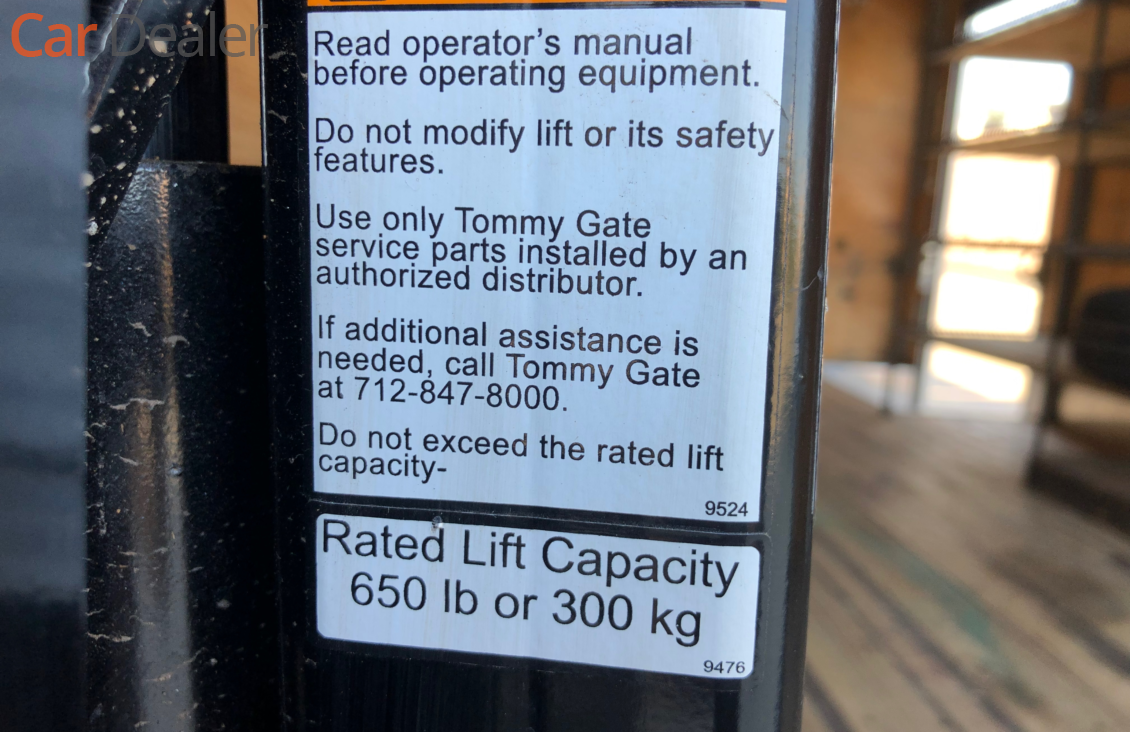 Car Dealer
Read operator's manual
before operating equipment.
Do not modify lift or its safety
features.
Use only Tommy Gate
service parts installed by an
authorized distributor.
If additional assistance is
needed, call Tommy Gate
at 712-847-8000.
Do not exceed the rated lift
capacity-
9524
Rated Lift Capacity
650 lb or 300 kg
9476